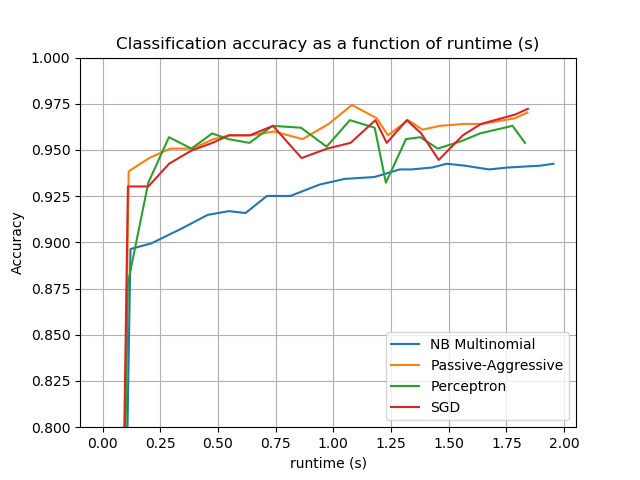 Classification accuracy as a function of runtime (s)
1.000
0.975
0.950
0.925
0.900
0.875
0.850
0.825
0.800
Accuracy
NB Multinomial
Passive-Aggressive
Perceptron
SGD
0.00 0.25 0.50 0.75 1.00 1.25 1.50 1.75 2.00
runtime (s)